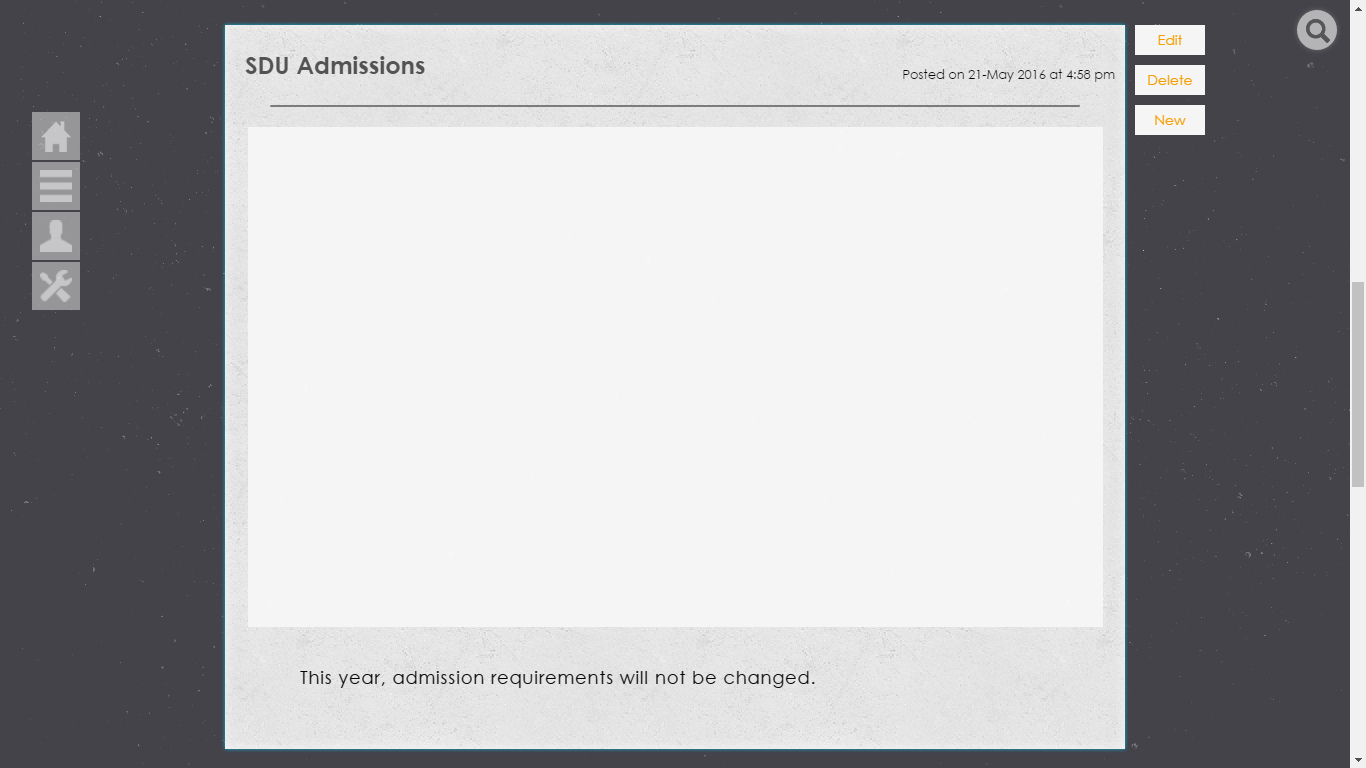 SDU Admissions
Posted on 21-May 2016 at 4:58 pm
Edit
Delete
New
This year, admission requirements will not be changed.